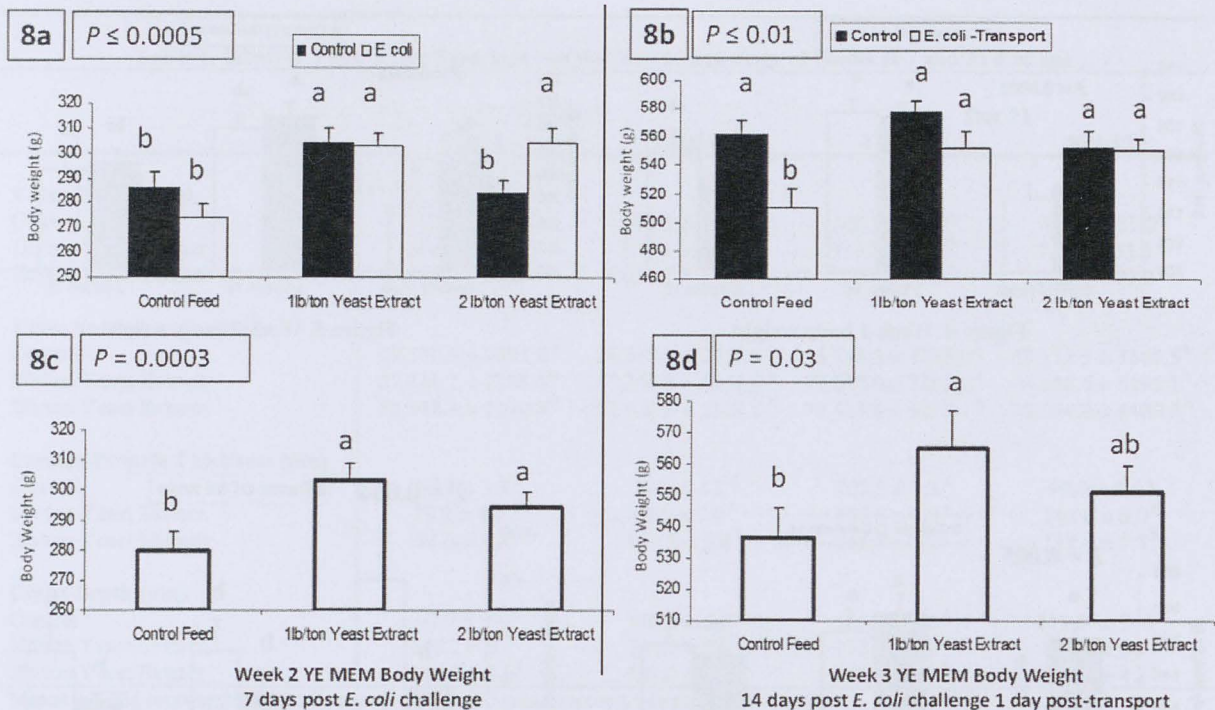 8a
P ≤ 0.0005
Control E. coli
Body weight (g)
320
310
300
290
280
270
260
250
b
b
a
a
b
a
Control Feed
1lb/ton Yeast Extract
2 lb/ton Yeast Extract
8b
P ≤ 0.01
Control E. coli -Transport
Body weight (g)
600
580
560
540
520
500
480
460
a
b
a
a
a
a
Control Feed
1lb/ton Yeast Extract
2 lb/ton Yeast Extract
8c
P = 0.0003
Body Weight (g)
320
310
300
290
280
270
260
b
a
a
Control Feed
1lb/ton Yeast Extract
2 lb/ton Yeast Extract
Week 2 YE MEM Body Weight
7 days post E. coli challenge
8d
P = 0.03
Body Weight (g)
580
570
560
550
540
530
520
510
b
a
ab
Control Feed
1lb/ton Yeast Extract
2 lb/ton Yeast Extract
Week 3 YE MEM Body Weight
14 days post E. coli challenge 1 day post-transport